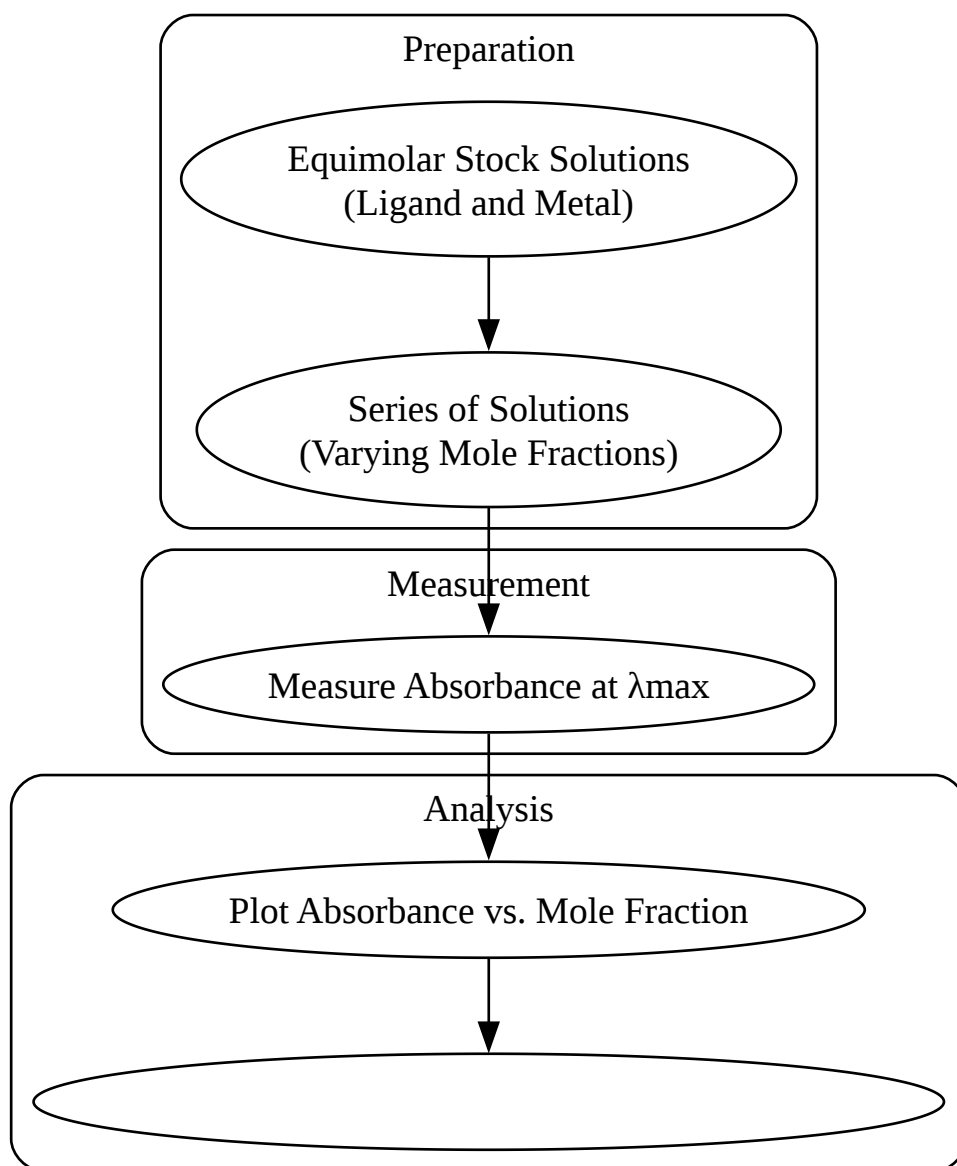 Preparation
Equimolar Stock Solutions
(Ligand and Metal)
Series of Solutions
(Varying Mole Fractions)
Measurement
Measure Absorbance at λmax
Analysis
Plot Absorbance vs. Mole Fraction